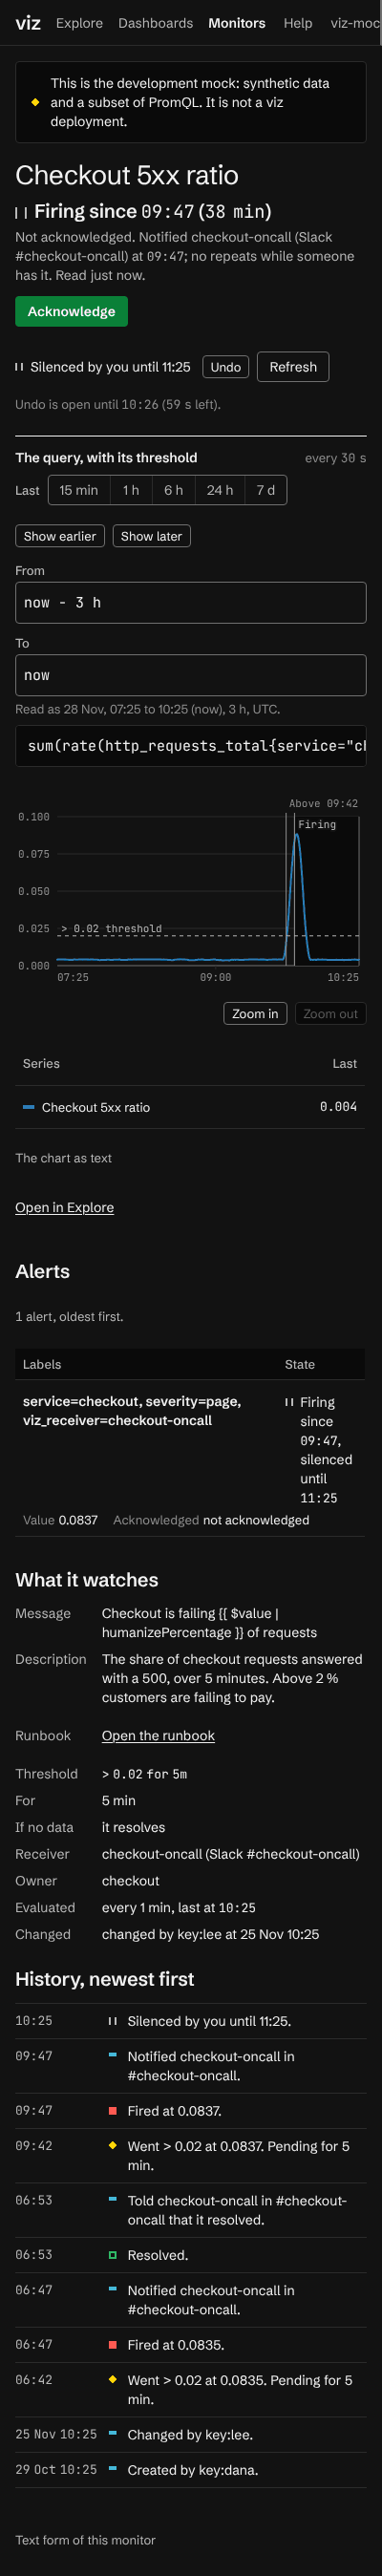 viz Explore Dashboards Monitors Help viz-moc
This is the development mock: synthetic data
and a subset of PromQL. It is not a viz
deployment.
Checkout 5xx ratio
Firing since 09:47 (38 min)
Not acknowledged. Notified checkout-oncall (Slack
#checkout-oncall) at 09:47; no repeats while someone
has it. Read just now.
Acknowledge
Silenced by you until 11:25 Undo Refresh
Undo is open until 10:26 (59 s left).
The query, with its threshold every 30 s
Last 15 min 1 h 6 h 24 h 7 d
Show earlier Show later
From
now - 3 h
To
now
Read as 28 Nov, 07:25 to 10:25 (now), 3 h, UTC.
sum(rate(http_requests_total{service="ch
Above 09:42
0.100 Firing
0.075
0.050
0.025 > 0.02 threshold
0.000
07:25 09:00 10:25
Zoom in Zoom out
Series Last
Checkout 5xx ratio 0.004
The chart as text
Open in Explore
Alerts
1 alert, oldest first.
Labels State
service=checkout, severity=page, Firing
viz_receiver=checkout-oncall since
09:47,
silenced
until
11:25
Value 0.0837 Acknowledged not acknowledged
What it watches
Message Checkout is failing {{ $value |
humanizePercentage }} of requests
Description The share of checkout requests answered
with a 500, over 5 minutes. Above 2 %
customers are failing to pay.
Runbook Open the runbook
Threshold > 0.02 for 5m
For 5 min
If no data it resolves
Receiver checkout-oncall (Slack #checkout-oncall)
Owner checkout
Evaluated every 1 min, last at 10:25
Changed changed by key:lee at 25 Nov 10:25
History, newest first
10:25 Silenced by you until 11:25.
09:47 Notified checkout-oncall in
#checkout-oncall.
09:47 Fired at 0.0837.
09:42 Went > 0.02 at 0.0837. Pending for 5
min.
06:53 Told checkout-oncall in #checkout-
oncall that it resolved.
06:53 Resolved.
06:47 Notified checkout-oncall in
#checkout-oncall.
06:47 Fired at 0.0835.
06:42 Went > 0.02 at 0.0835. Pending for 5
min.
25 Nov 10:25 Changed by key:lee.
29 Oct 10:25 Created by key:dana.
Text form of this monitor